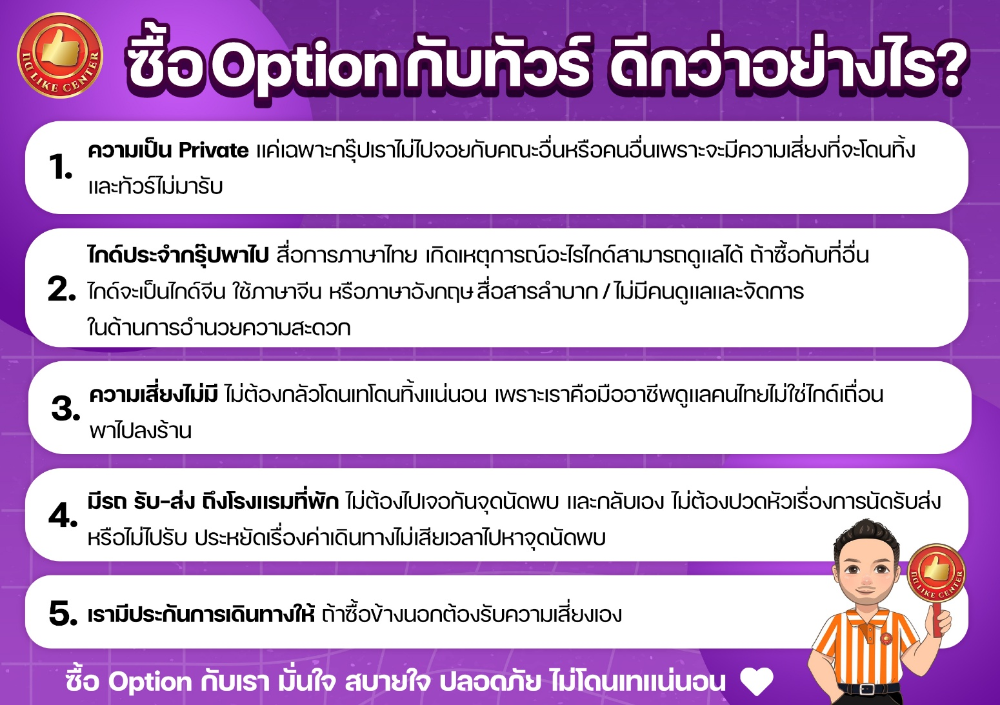 กด LIKE CENTER
ซื้อ Option กับทัวร์ ดีกว่าอย่างไร?
1. ความเป็น Private แค่เฉพาะกรุ๊ปเราไม่ไปจอยกับคณะอื่นหรือคนอื่นเพราะจะมีความเสี่ยงที่จะโดนทิ้ง
และทัวร์ไม่มารับ
2. ไกด์ประจำกรุ๊ปพาไป สื่อการภาษาไทย เกิดเหตุการณ์อะไรไกด์สามารถดูแลได้ ถ้าซื้อกับที่อื่น
ไกด์จะเป็นไกด์จีน ใช้ภาษาจีน หรือภาษาอังกฤษ สื่อสารลำบาก / ไม่มีคนดูแลและจัดการ
ในด้านการอำนวยความสะดวก
3. ความเสี่ยงไม่มี ไม่ต้องกลัวโดนเทโดนทิ้งแน่นอน เพราะเราคือมืออาชีพดูแลคนไทยไม่ใช่ไกด์เถื่อน
พาไปลงร้าน
4. มีรถ รับ-ส่ง ถึงโรงแรมที่พัก ไม่ต้องไปเจอกันจุดนัดพบ และกลับเอง ไม่ต้องปวดหัวเรื่องการนัดรับส่ง
หรือไม่ไปรับ ประหยัดเรื่องค่าเดินทางไม่เสียเวลาไปหาจุดนัดพบ
กด LIKE CENTER
5. เรามีประกันการเดินทางให้ ถ้าซื้อข้างนอกต้องรับความเสี่ยงเอง
ซื้อ Option กับเรา มั่นใจ สบายใจ ปลอดภัย ไม่โดนเทแน่นอน